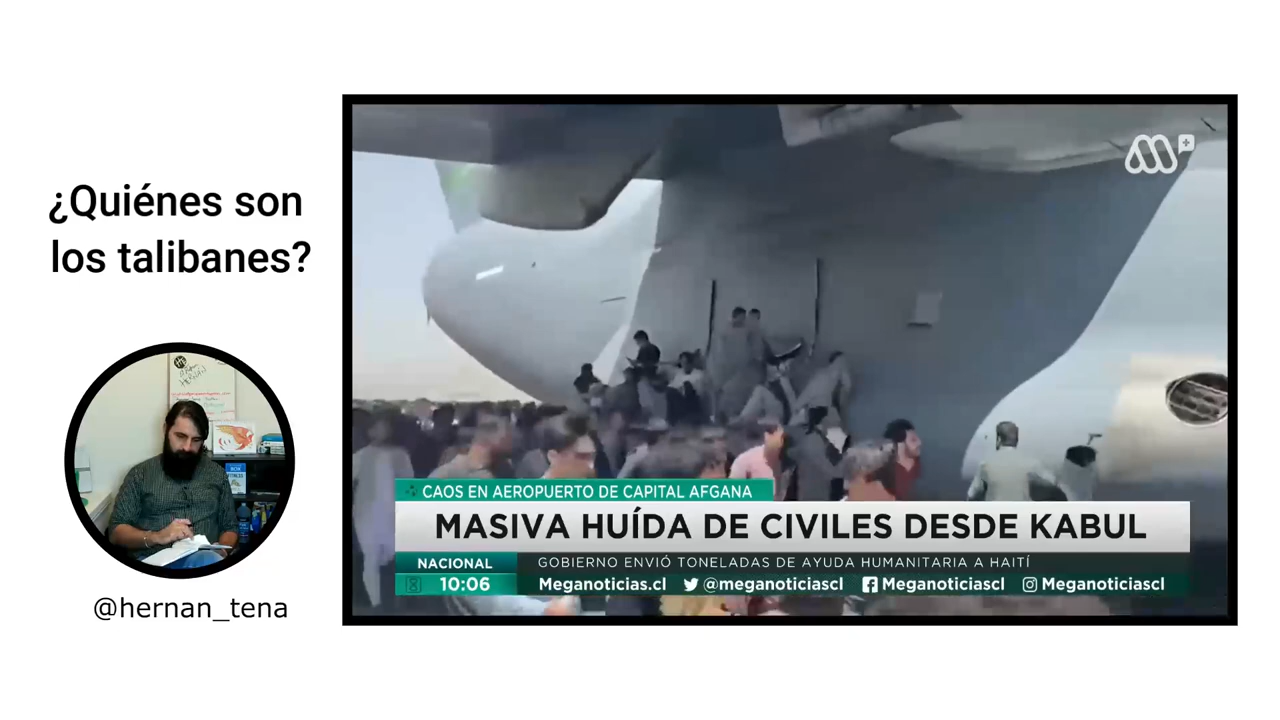 ¿Quiénes son
los talibanes?
@hernan_tena
CAOS EN AEROPUERTO DE CAPITAL AFGANA
MASIVA HUÍDA DE CIVILES DESDE KABUL
NACIONAL
GOBIERNO ENVIÓ TONELADAS DE AYUDA HUMANITARIA A HAITÍ
10:06
Meganoticias.cl
@meganoticiascl
Meganoticiascl
Meganoticiascl